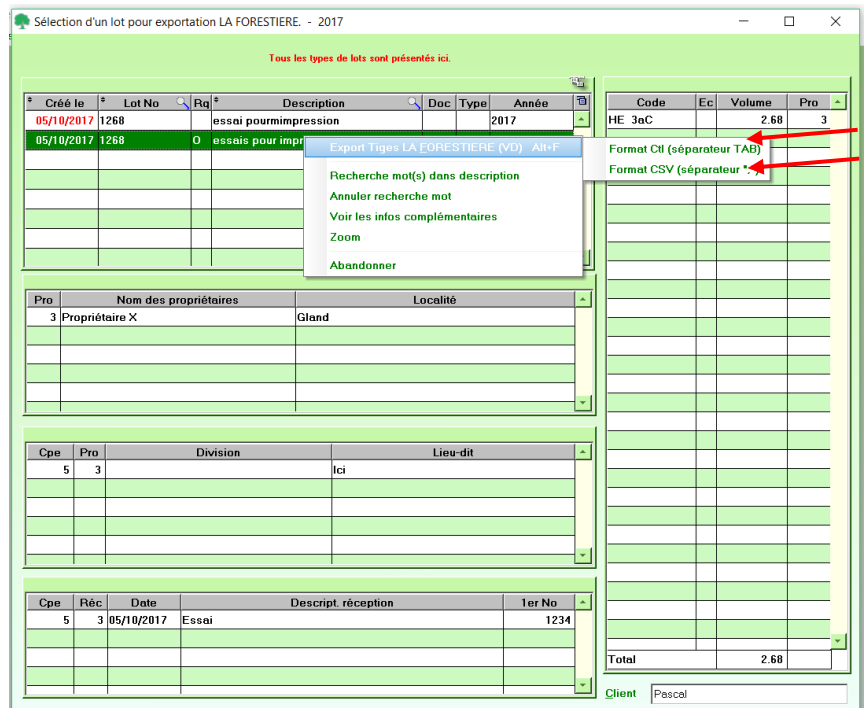 Sélection d'un lot pour exportation LA FORESTIERE. - 2017
Tous les types de lots sont présentés ici.
Créé le Lot No Rq Description Doc Type Année
05/10/2017 1268 essai pourmimpression 2017
05/10/2017 1268 O essais pour impr
Export Tiges LA FORESTIERE (VD) Alt+F
Recherche mot(s) dans description
Annuler recherche mot
Voir les infos complémentaires
Zoom
Abandonner
Format Ctl (séparateur TAB)
Format CSV (séparateur
Code Ec Volume Pro
HE 3aC 2.68 3
Total 2.68
Pro Nom des propriétaires Localité
3 Propriétaire X Gland
Cpe Pro Division Lieu-dit
5 3 Ici
Cpe Réc Date Descript. réception 1er No
5 3 05/10/2017 Essai 1234
Client Pascal